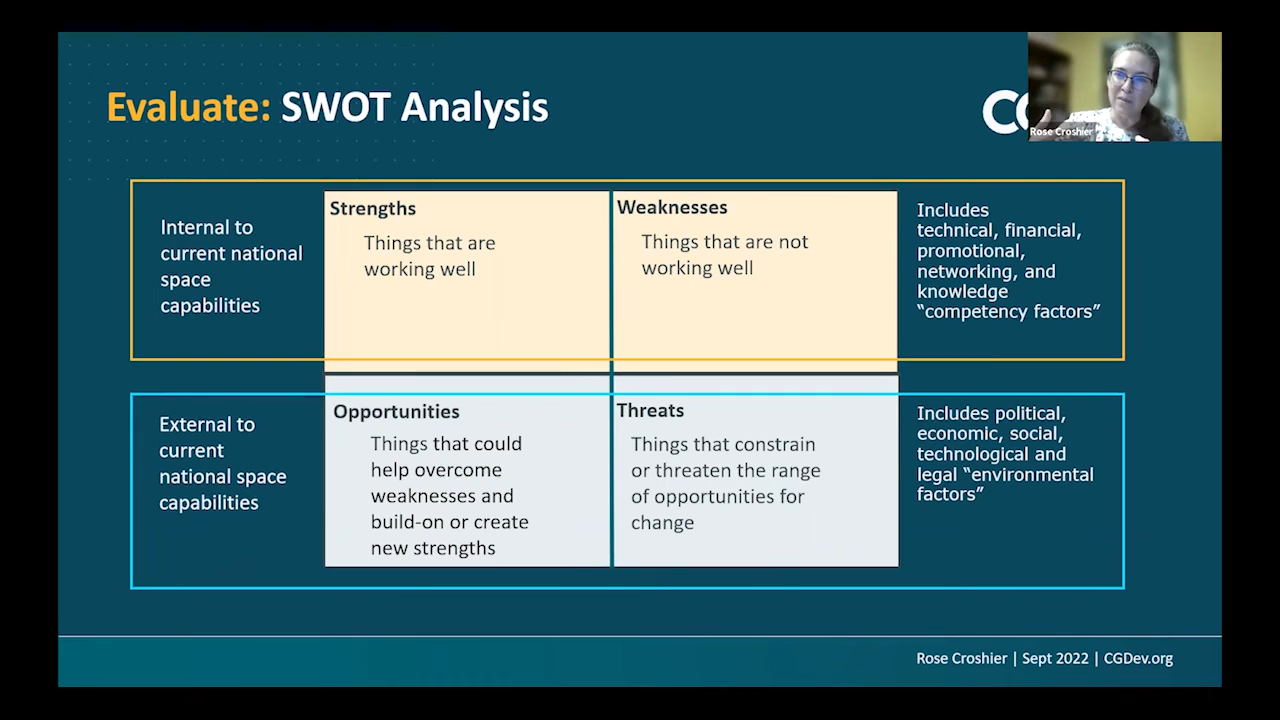 Evaluate: SWOT Analysis
Rose Croshier
Internal to
current national
space
capabilities
Strengths
Things that are
working well
Weaknesses
Things that are not
working well
Includes
technical, financial,
promotional,
networking, and
knowledge
“competency factors”
External to
current
national space
capabilities
Opportunities
Things that could
help overcome
weaknesses and
build-on or create
new strengths
Threats
Things that constrain
or threaten the range
of opportunities for
change
Includes political,
economic, social,
technological and
legal “environmental
factors”
Rose Croshier | Sept 2022 | CGDev.org